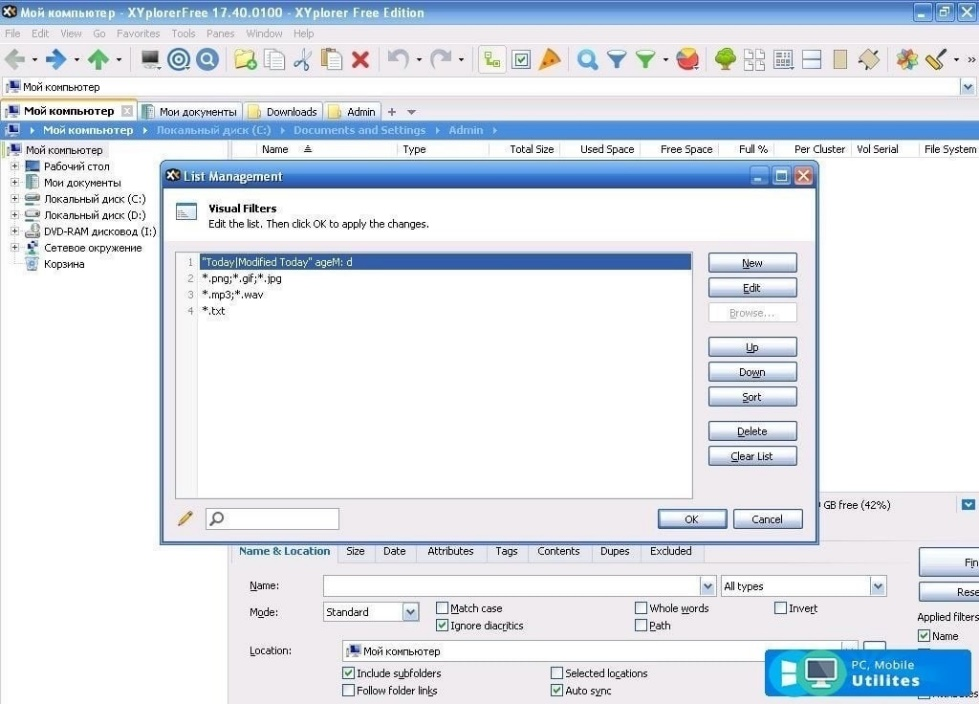 Мой компьютер - XYplorerFree 17.40.0100 - XYplorer Free Edition
File Edit View Go Favorites Tools Panes Window Help
Мой компьютер
Мой компьютер Мои документы Downloads Admin
Мой компьютер Локальный диск (C:) Documents and Settings Admin
Мой компьютер
Name Type Total Size Used Space Free Space Full % Per Cluster Vol Serial File System
Рабочий стол
Мои документы
Локальный диск (C:)
Локальный диск (D:)
DVD-RAM дисковод (I:)
Сетевое окружение
Корзина
List Management
Visual Filters
Edit the list. Then click OK to apply the changes.
1 "Today|Modified Today" ageM: d
2 *.png;*.gif;*.jpg
3 *.mp3;*.wav
4 *.txt
New
Edit
Browse...
Up
Down
Sort
Delete
Clear List
OK Cancel
GB free (42%)
Name & Location Size Date Attributes Tags Contents Dupes Excluded
Name: All types
Fin
Rese
Mode: Standard Match case Whole words Invert
Ignore diacritics Path
Applied filters
Name
Location: Мой компьютер
Include subfolders Selected locations
Follow folder links Auto sync
PC, Mobile
Utilites